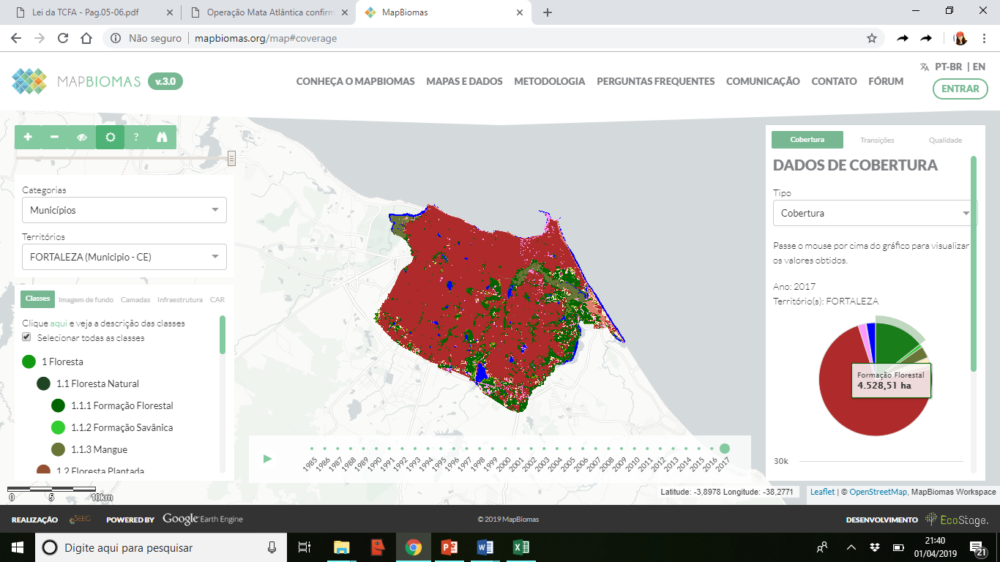 Lei da TCFA - Pag.05-06.pdf
Operação Mata Atlântica confirm
MapBiomas
Não seguro
mapbiomas.org/map#coverage
MAPBIOMAS v.3.0
CONHEÇA O MAPBIOMAS
MAPAS E DADOS
METODOLOGIA
PERGUNTAS FREQUENTES
COMUNICAÇÃO
CONTATO
FÓRUM
PT-BR | EN
ENTRAR
Categorias
Municípios
Territórios
FORTALEZA (Municipio - CE)
Classes
Imagem de fundo
Camadas
Infraestrutura
CAR
Clique aqui e veja a descrição das classes
Selecionar todas as classes
1 Floresta
1.1 Floresta Natural
1.1.1 Formação Florestal
1.1.2 Formação Savânica
1.1.3 Mangue
1.2 Floresta Plantada
0 5 10km
1985 1986 1987 1988 1989 1990 1991 1992 1993 1994 1995 1996 1997 1998 1999 2000 2001 2002 2003 2004 2005 2006 2007 2008 2009 2010 2011 2012 2013 2014 2015 2016 2017
Cobertura
Transições
Qualidade
DADOS DE COBERTURA
Tipo
Cobertura
Passe o mouse por cima do gráfico para visualizar
os valores obtidos.
Ano: 2017
Território(s): FORTALEZA
Formação Florestal
4.528,51 ha
30k
Latitude: -3,8978 Longitude: -38,2771
Leaflet | © OpenStreetMap, MapBiomas Workspace
REALIZAÇÃO
SEEG
POWERED BY
Google Earth Engine
© 2019 MapBiomas
DESENVOLVIMENTO
EcoStage.
Digite aqui para pesquisar
21:40
01/04/2019
21